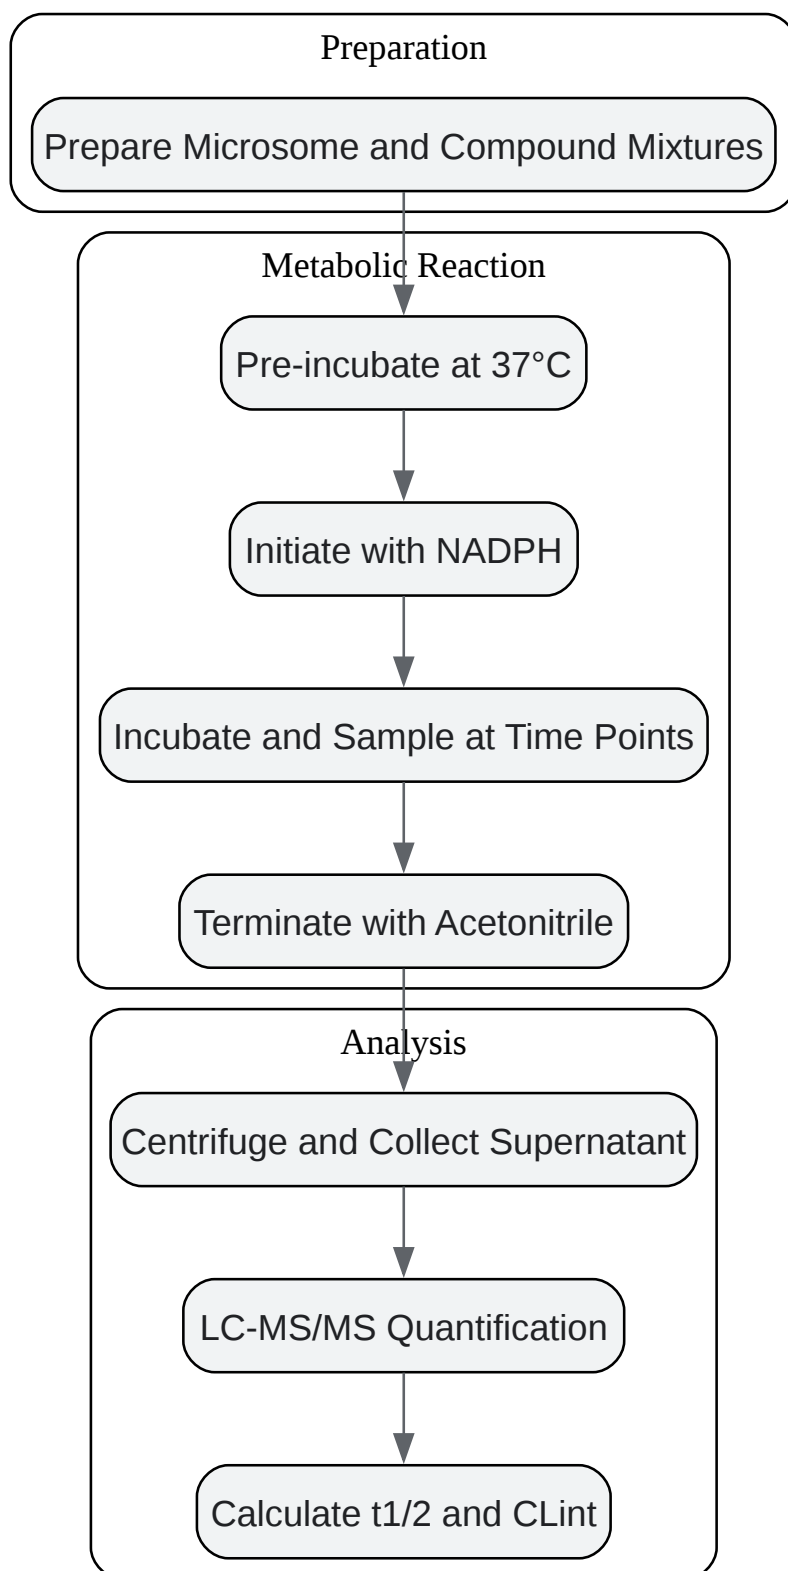 Preparation
Prepare Microsome and Compound Mixtures
Metabolic Reaction
Pre-incubate at 37°C
Initiate with NADPH
Incubate and Sample at Time Points
Terminate with Acetonitrile
Analysis
Centrifuge and Collect Supernatant
LC-MS/MS Quantification
Calculate t1/2 and CLint